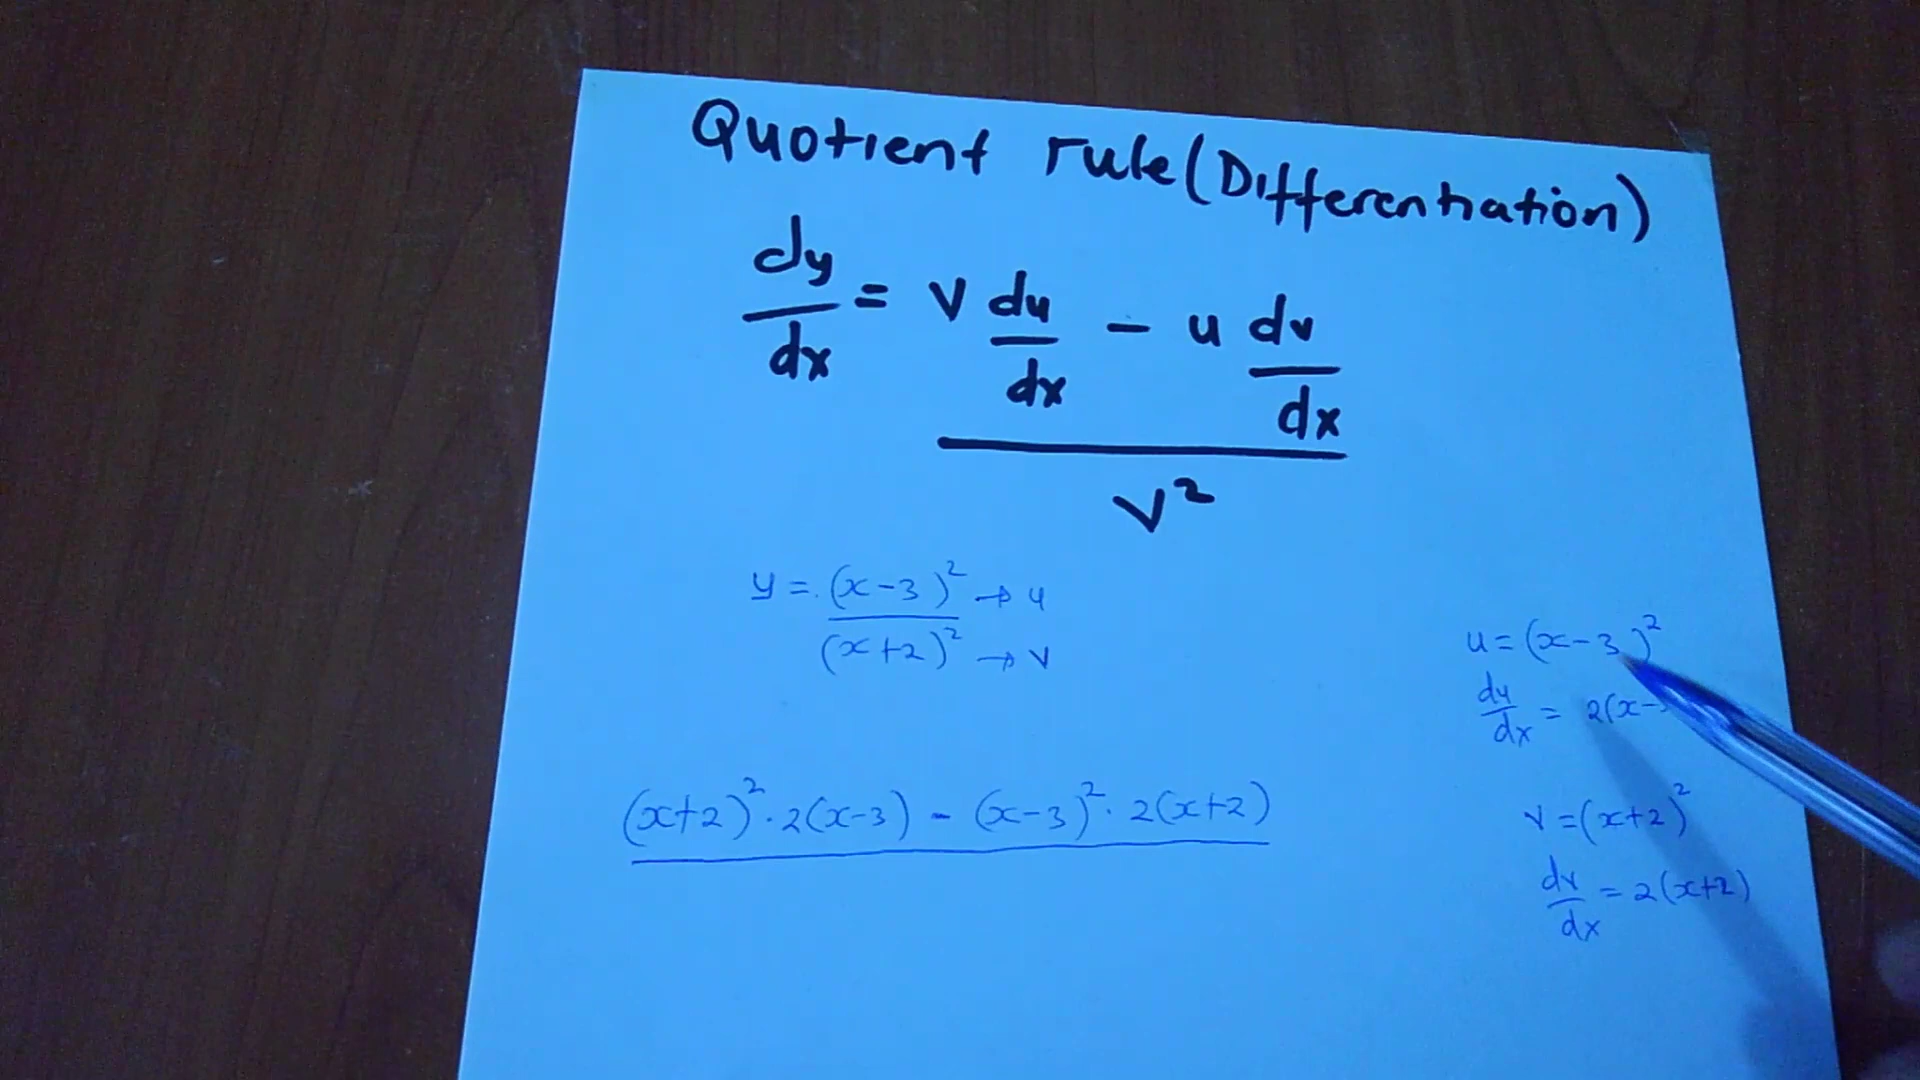 Quotient rule (Differentiation)
dy/dx = v du/dx - u dv/dx
v²
y = (x-3)² → u
(x+2)² → v
u = (x-3)²
du/dx = 2(x-
(x+2)² · 2(x-3) - (x-3)² · 2(x+2)
v = (x+2)²
dv/dx = 2(x+2)